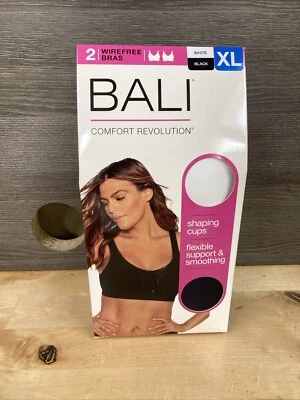 2 WIREFREE
BRAS
WHITE
BLACK
XL
BALI®
COMFORT REVOLUTION®
shaping
cups
flexible
support &
smoothing